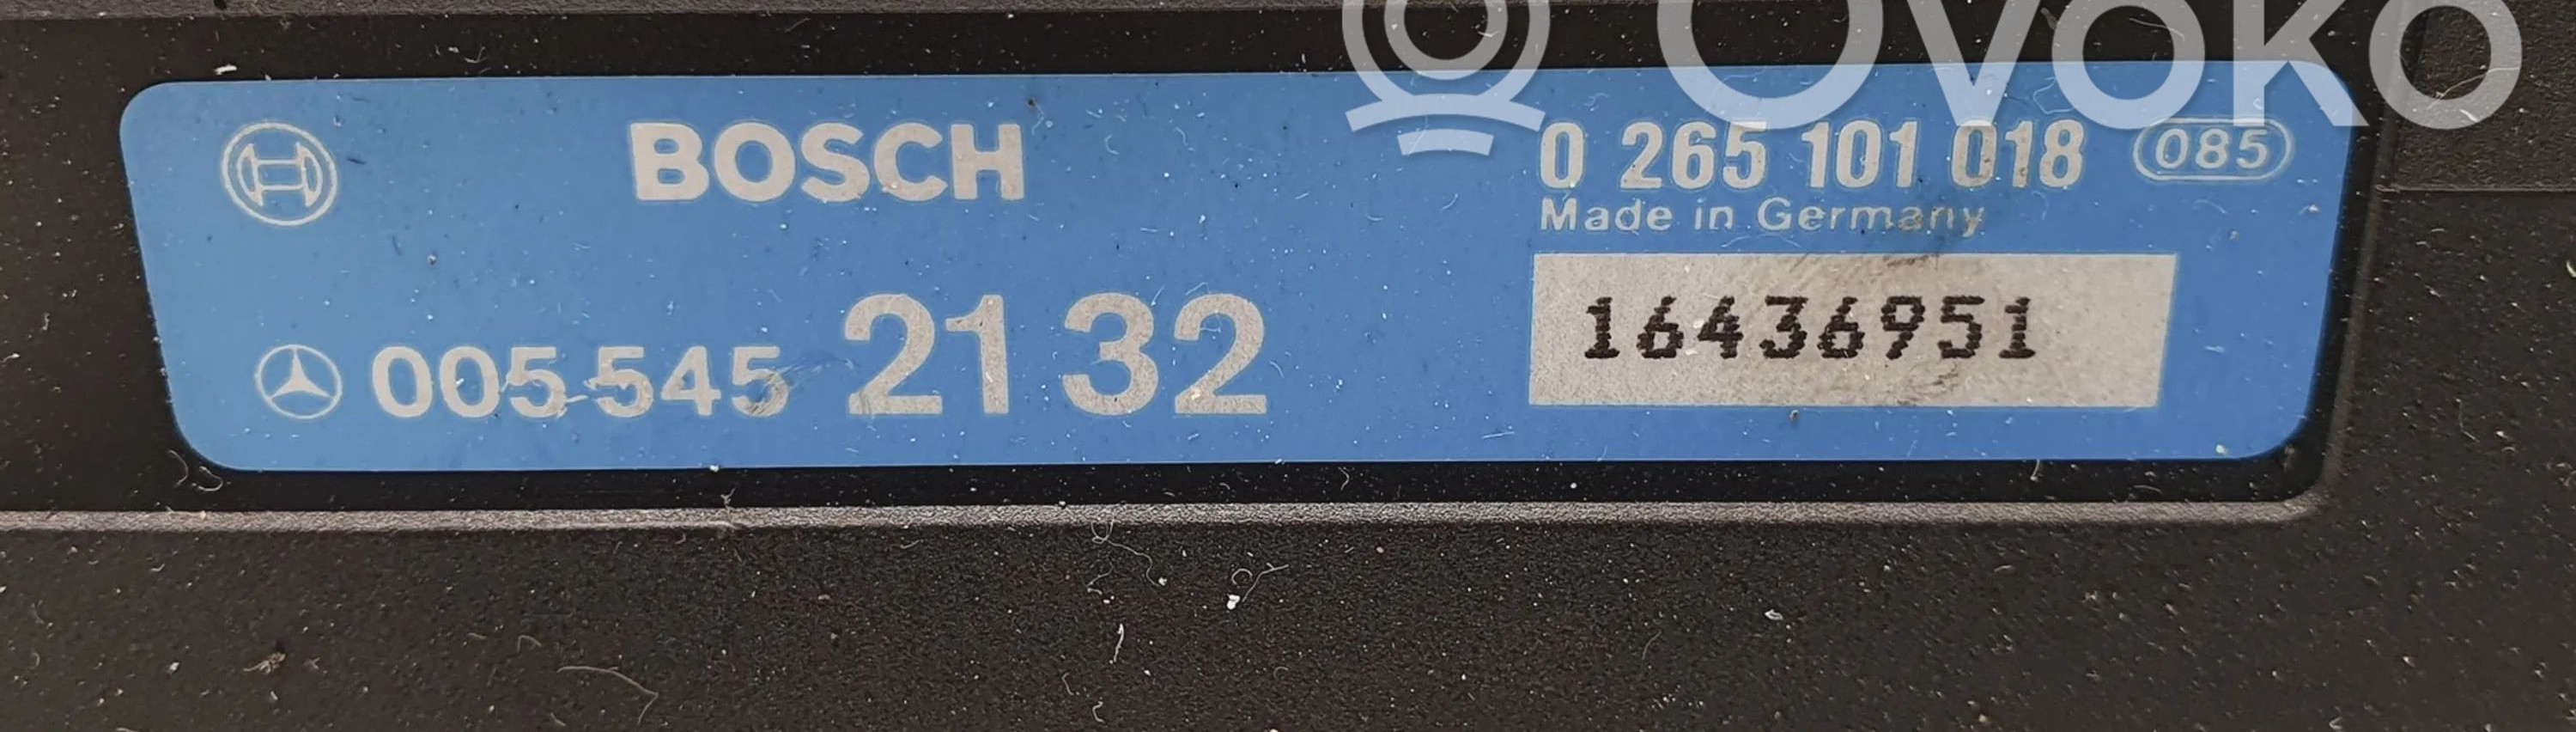 Ovoko
BOSCH
0 265 101 018 085
Made in Germany
005 545 21 32
16436951